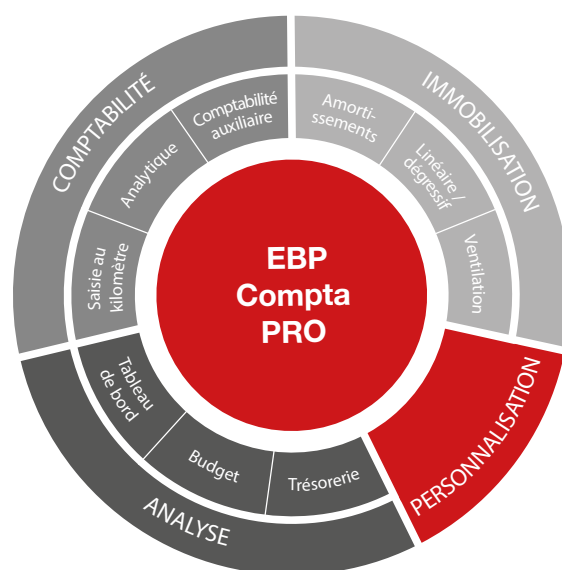 COMPTABILITÉ
Saisie au
kilomètre
Analytique
Comptabilité
auxiliaire
IMMOBILISATION
Amorti-
ssements
Linéaire /
dégressif
Ventilation
EBP
Compta
PRO
PERSONNALISATION
Tableau
de bord
Budget
Trésorerie
ANALYSE